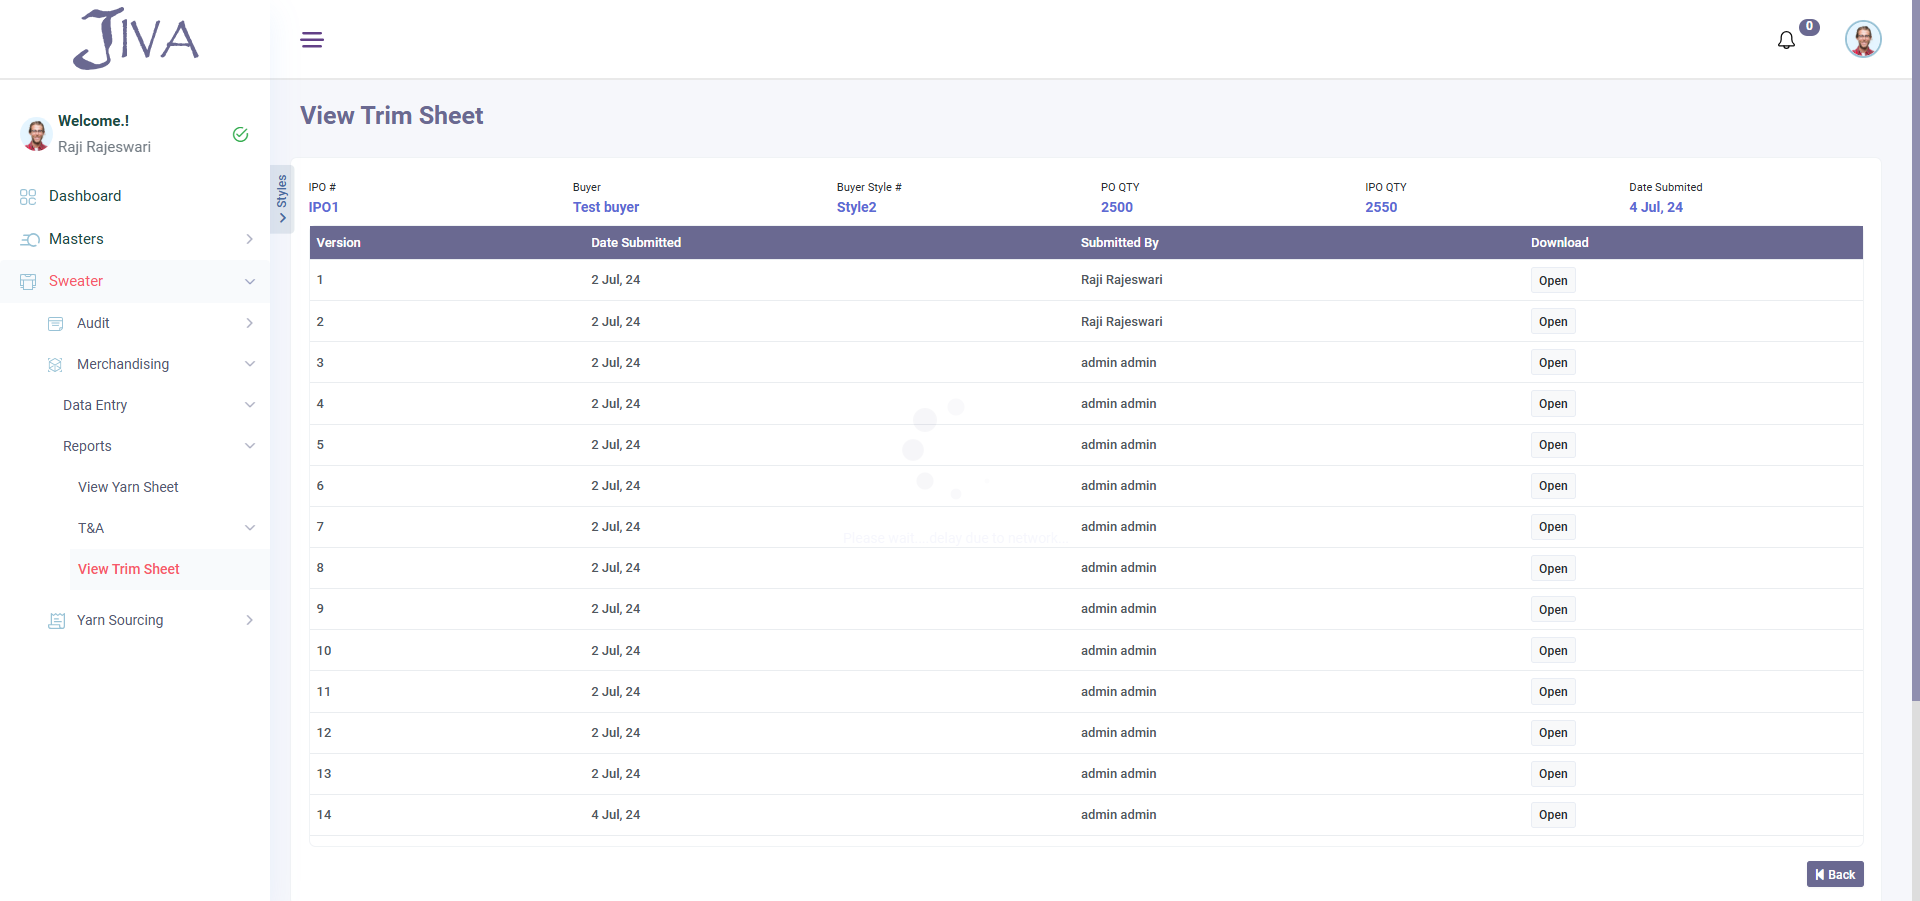 JIVA
0
Welcome.!
Raji Rajeswari
Dashboard
Masters
Sweater
Audit
Merchandising
Data Entry
Reports
View Yarn Sheet
T&A
View Trim Sheet
Yarn Sourcing
Styles
View Trim Sheet
IPO # Buyer Buyer Style # PO QTY IPO QTY Date Submited
IPO1 Test buyer Style2 2500 2550 4 Jul, 24
Version Date Submitted Submitted By Download
1 2 Jul, 24 Raji Rajeswari Open
2 2 Jul, 24 Raji Rajeswari Open
3 2 Jul, 24 admin admin Open
4 2 Jul, 24 admin admin Open
5 2 Jul, 24 admin admin Open
6 2 Jul, 24 admin admin Open
7 2 Jul, 24 admin admin Open
Please wait... delay due to network..
8 2 Jul, 24 admin admin Open
9 2 Jul, 24 admin admin Open
10 2 Jul, 24 admin admin Open
11 2 Jul, 24 admin admin Open
12 2 Jul, 24 admin admin Open
13 2 Jul, 24 admin admin Open
14 4 Jul, 24 admin admin Open
Back